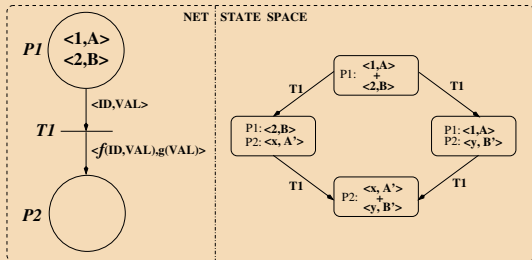 NET
STATE SPACE
P1
<1,A>
<2,B>
<ID,VAL>
T1
<f(ID,VAL),g(VAL)>
P2
P1:
<1,A>
+
<2,B>
T1
T1
P1: <2,B>
P2: <x, A'>
P1: <1,A>
P2: <y, B'>
T1
T1
P2:
<x, A'>
+
<y, B'>